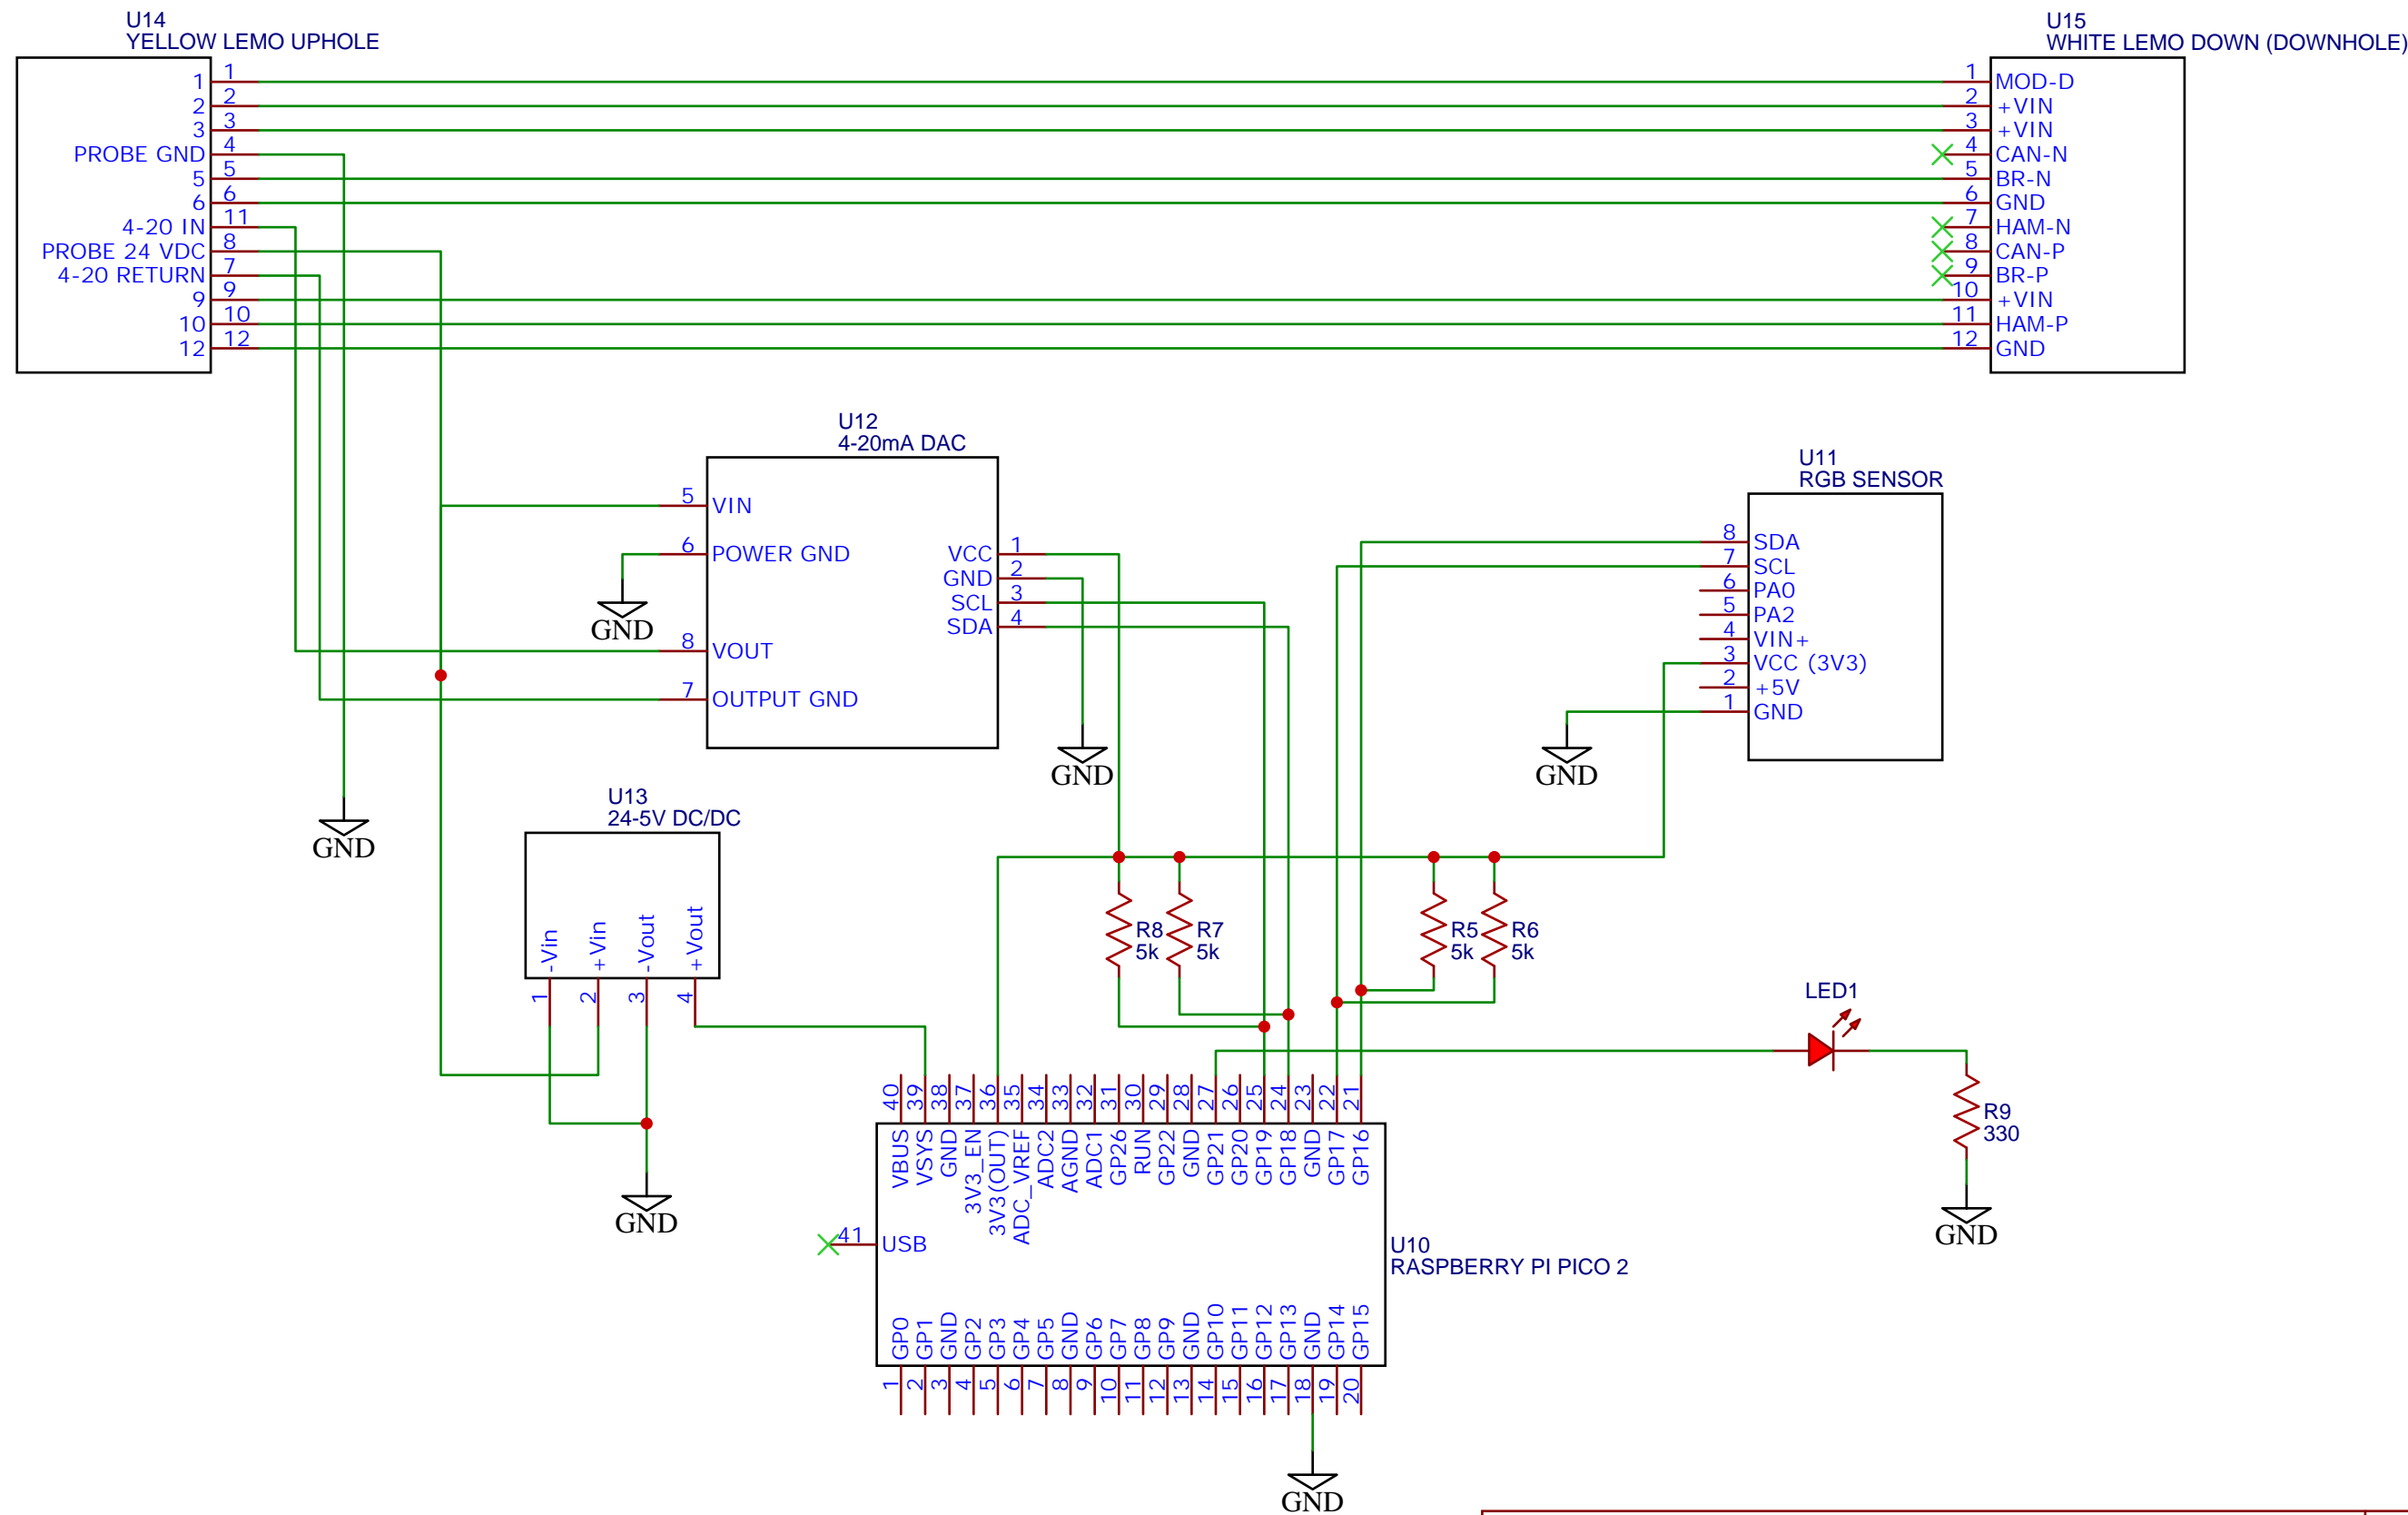 U14
YELLOW LEMO UPHOLE
1 1
2 2
3 3
PROBE GND 4
5 5
6 6
4-20 IN 11
PROBE 24 VDC 8
4-20 RETURN 7
9 9
10 10
12 12
U15
WHITE LEMO DOWN (DOWNHOLE)
1 MOD-D
2 +VIN
3 +VIN
4 CAN-N
5 BR-N
6 GND
7 HAM-N
8 CAN-P
9 BR-P
10 +VIN
11 HAM-P
12 GND
U12
4-20mA DAC
5 VIN
6 POWER GND
8 VOUT
7 OUTPUT GND
VCC 1
GND 2
SCL 3
SDA 4
GND
GND
GND
U11
RGB SENSOR
8 SDA
7 SCL
6 PA0
5 PA2
4 VIN+
3 VCC (3V3)
2 +5V
1 GND
GND
U13
24-5V DC/DC
-Vin 1
+Vin 2
-Vout 3
+Vout 4
GND
R8
5k
R7
5k
R5
5k
R6
5k
LED1
R9
330
GND
40 VBUS
39 VSYS
38 GND
37 3V3_EN
36 3V3(OUT)
35 ADC_VREF
34 ADC2
33 AGND
32 ADC1
31 GP26
30 RUN
29 GP22
28 GND
27 GP21
26 GP20
25 GP19
24 GP18
23 GND
22 GP17
21 GP16
41 USB
U10
RASPBERRY PI PICO 2
GP0 1
GP1 2
GND 3
GP2 4
GP3 5
GP4 6
GP5 7
GND 8
GP6 9
GP7 10
GP8 11
GP9 12
GND 13
GP10 14
GP11 15
GP12 16
GP13 17
GND 18
GP14 19
GP15 20
GND